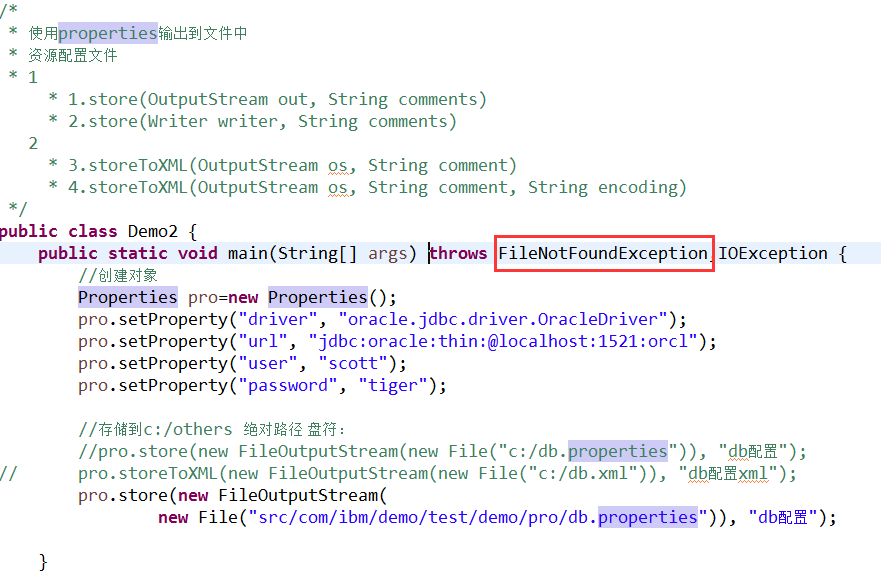 /*
 * 使用properties输出到文件中
 * 资源配置文件
 * 1
     * 1.store(OutputStream out, String comments)
     * 2.store(Writer writer, String comments)
   2
     * 3.storeToXML(OutputStream os, String comment)
     * 4.storeToXML(OutputStream os, String comment, String encoding)
 */
public class Demo2 {
    public static void main(String[] args) throws FileNotFoundException,IOException {
        //创建对象
        Properties pro=new Properties();
        pro.setProperty("driver", "oracle.jdbc.driver.OracleDriver");
        pro.setProperty("url", "jdbc:oracle:thin:@localhost:1521:orcl");
        pro.setProperty("user", "scott");
        pro.setProperty("password", "tiger");
        //存储到c:/others 绝对路径 盘符：
        //pro.store(new FileOutputStream(new File("c:/db.properties")), "db配置");
//      pro.storeToXML(new FileOutputStream(new File("c:/db.xml")), "db配置xml");
        pro.store(new FileOutputStream(
                new File("src/com/ibm/demo/test/demo/pro/db.properties")), "db配置");
    }